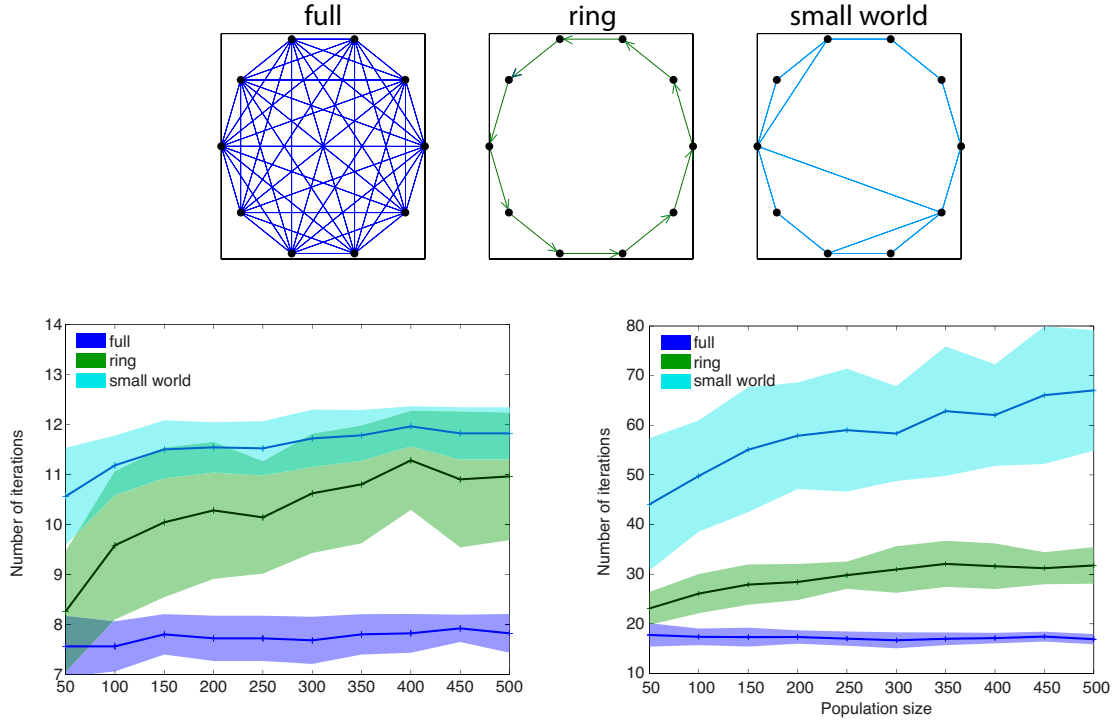 full ring small world
14
13
12
11
10
9
8
7
Number of iterations
full
ring
small world
50 100 150 200 250 300 350 400 450 500
80
70
60
50
40
30
20
10
Number of iterations
full
ring
small world
50 100 150 200 250 300 350 400 450 500
Population size